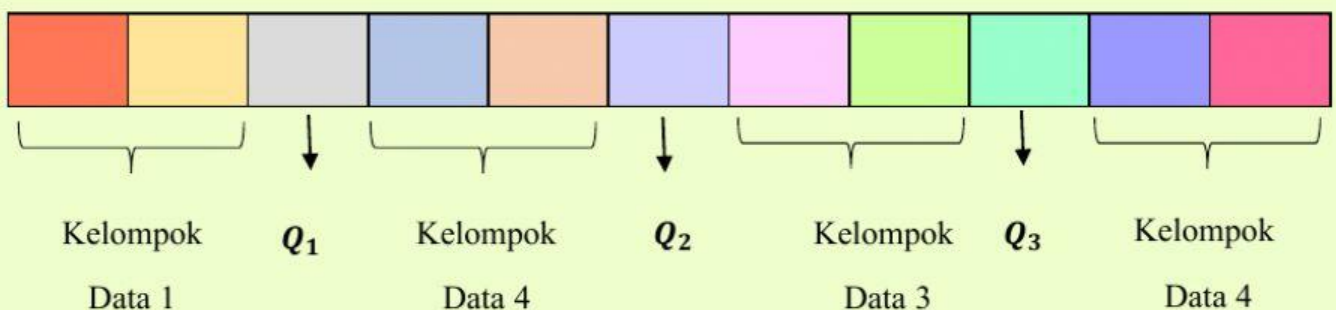 Kelompok Q₁ Kelompok Q₂ Kelompok Q₃ Kelompok
Data 1 Data 4 Data 3 Data 4